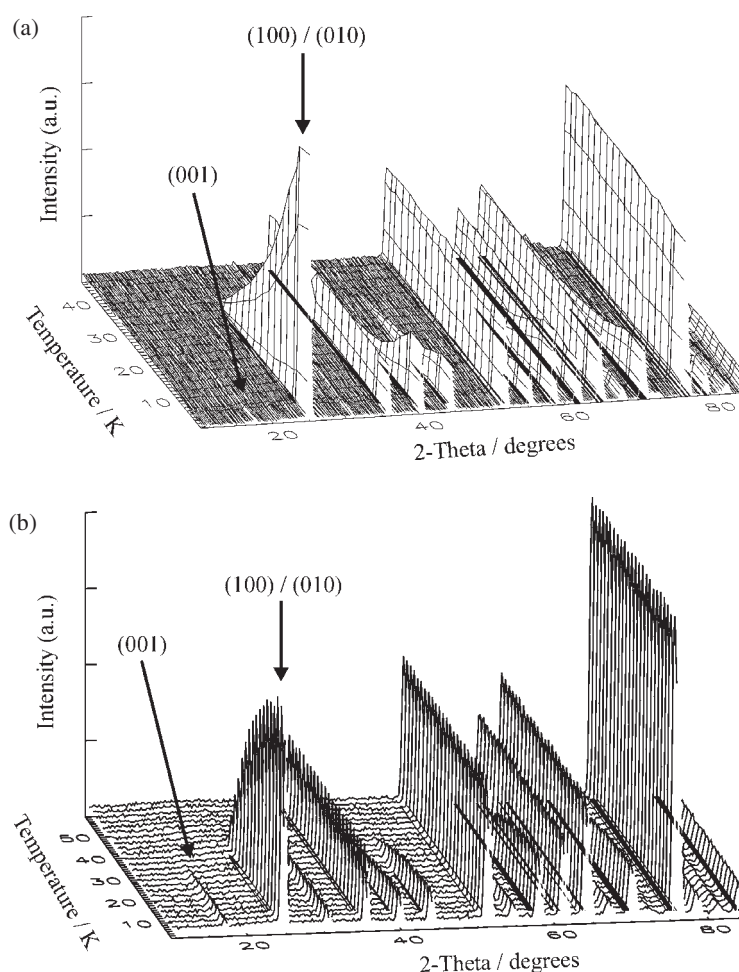 (a)
(100) / (010)
(001)
Intensity (a.u.)
40
30
20
10
Temperature / K
20
40
60
80
2-Theta / degrees
(b)
(100) / (010)
(001)
Intensity (a.u.)
40
30
20
10
Temperature / K
20
40
60
80
2-Theta / degrees